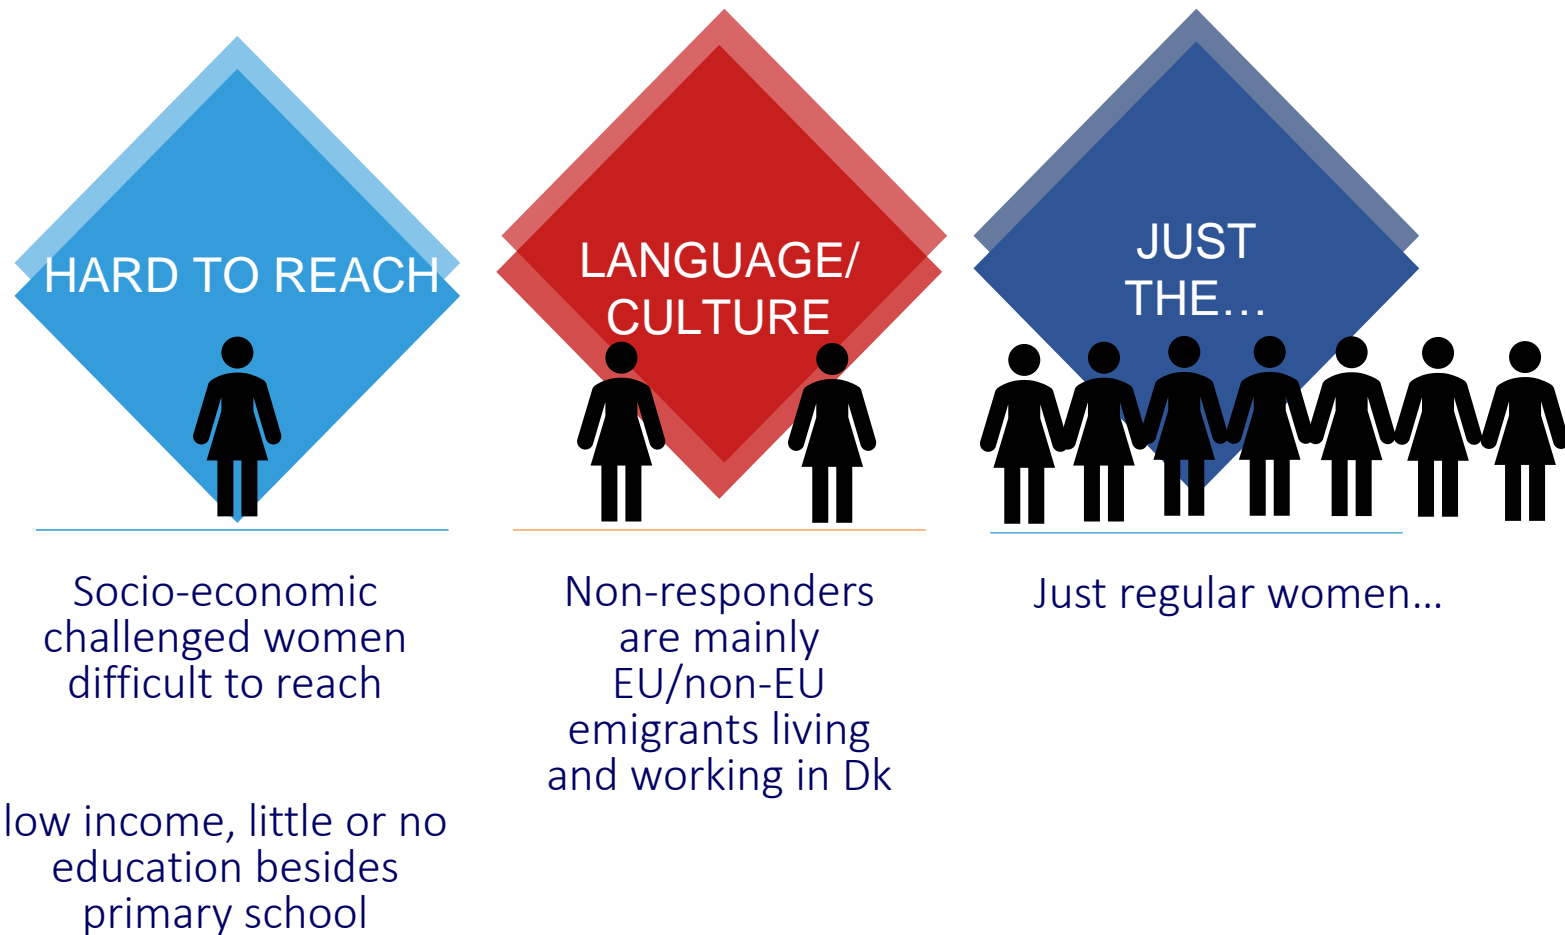 HARD TO REACH
Socio-economic
challenged women
difficult to reach
low income, little or no
education besides
primary school
LANGUAGE/
CULTURE
Non-responders
are mainly
EU/non-EU
emigrants living
and working in Dk
JUST
THE…
Just regular women…